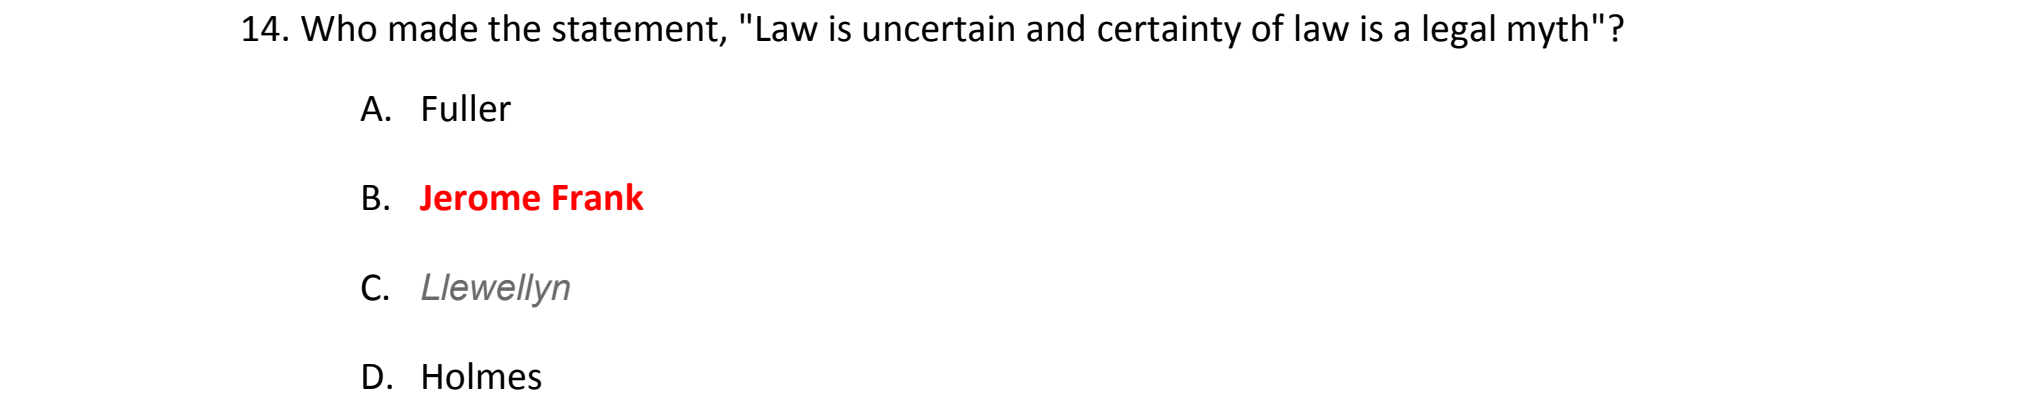 14. Who made the statement, "Law is uncertain and certainty of law is a legal myth"?
A. Fuller
B. Jerome Frank
C. Llewellyn
D. Holmes